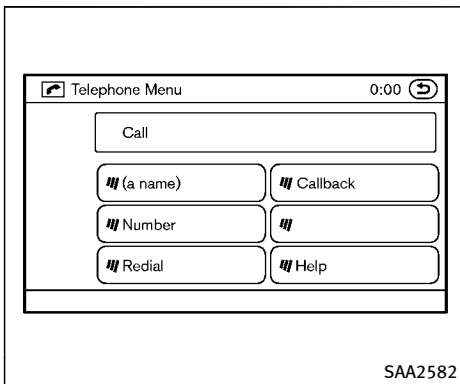 Telephone Menu 0:00
Call
(a name) Callback
Number
Redial Help
SAA2582